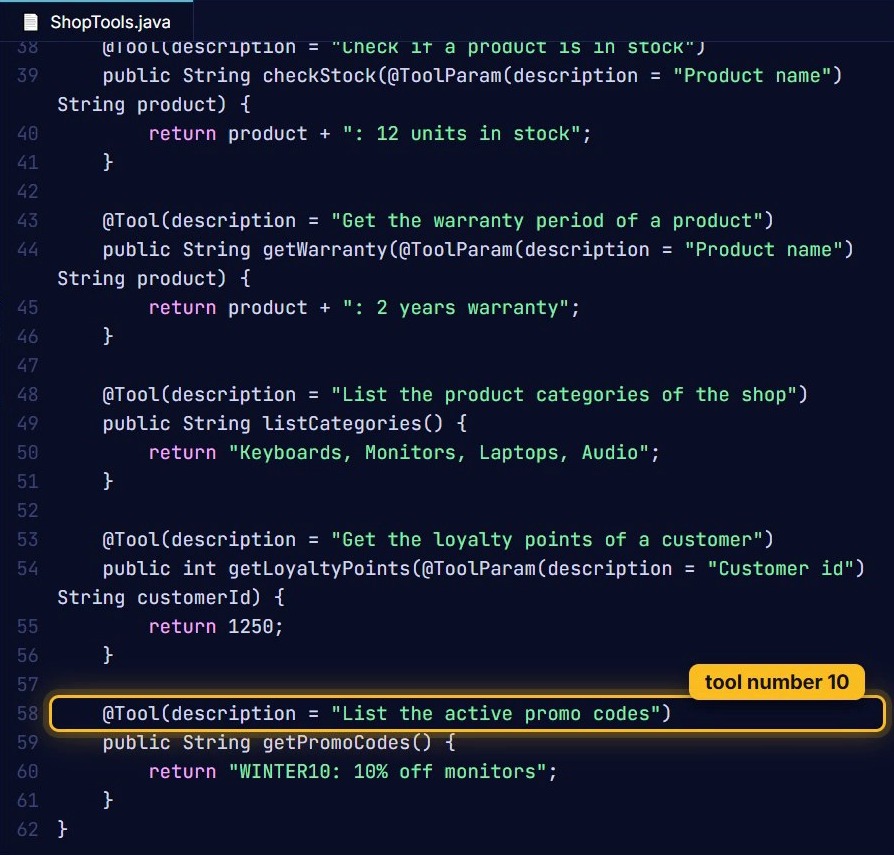 ShopTools.java
38 @Tool(description = "Check if a product is in stock")
39 public String checkStock(@ToolParam(description = "Product name")
String product) {
40 return product + ": 12 units in stock";
41 }
42
43 @Tool(description = "Get the warranty period of a product")
44 public String getWarranty(@ToolParam(description = "Product name")
String product) {
45 return product + ": 2 years warranty";
46 }
47
48 @Tool(description = "List the product categories of the shop")
49 public String listCategories() {
50 return "Keyboards, Monitors, Laptops, Audio";
51 }
52
53 @Tool(description = "Get the loyalty points of a customer")
54 public int getLoyaltyPoints(@ToolParam(description = "Customer id")
String customerId) {
55 return 1250;
56 }
57
tool number 10
58 @Tool(description = "List the active promo codes")
59 public String getPromoCodes() {
60 return "WINTER10: 10% off monitors";
61 }
62 }